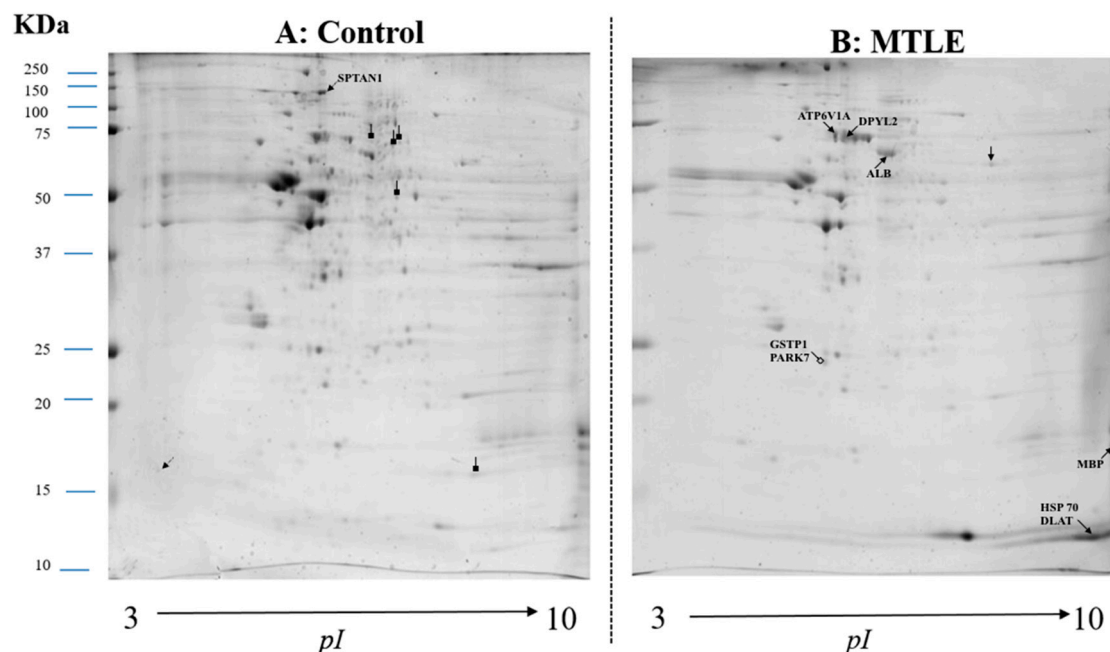 KDa
A: Control
B: MTLE
250
150
100
75
50
37
25
20
15
10
SPTAN1
ATP6V1A
DPYL2
ALB
GSTP1
PARK7
MBP
HSP 70
DLAT
3
10
pI
3
10
pI